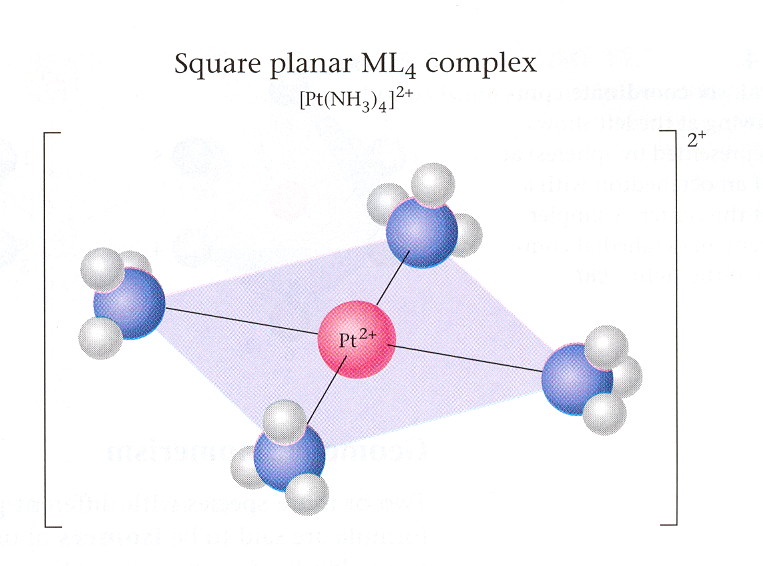 Square planar ML₄ complex
[Pt(NH₃)₄]²⁺
2⁺
Pt²⁺